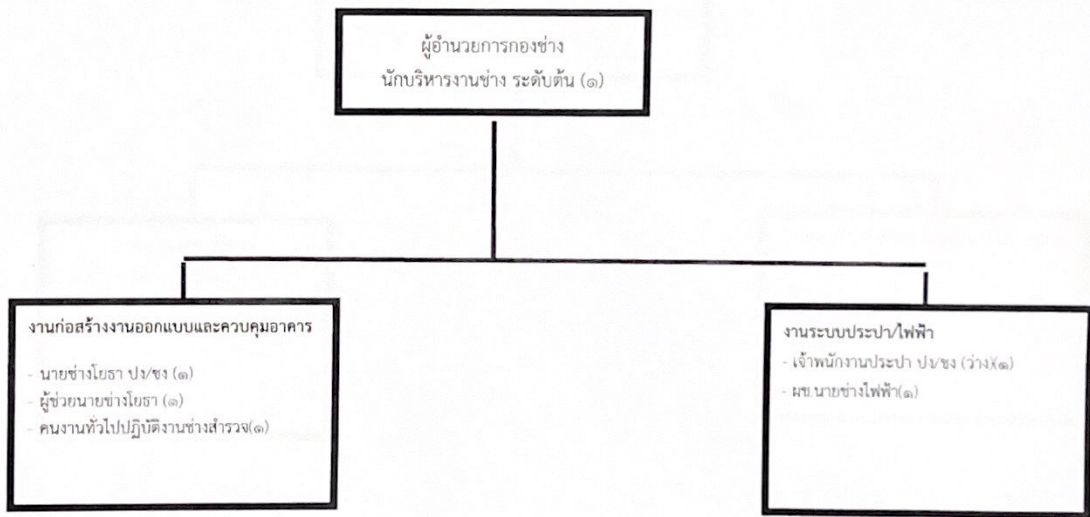 ผู้อำนวยการกองช่าง
นักบริหารงานช่าง ระดับต้น (๑)
งานก่อสร้างงานออกแบบและควบคุมอาคาร
- นายช่างโยธา ปง/ชง (๑)
- ผู้ช่วยนายช่างโยธา (๑)
- คนงานทั่วไปปฏิบัติงานช่างสำรวจ(๑)
งานระบบประปา/ไฟฟ้า
- เจ้าพนักงานประปา ปง/ชง (ว่าง)(๑)
- ผช.นายช่างไฟฟ้า(๑)